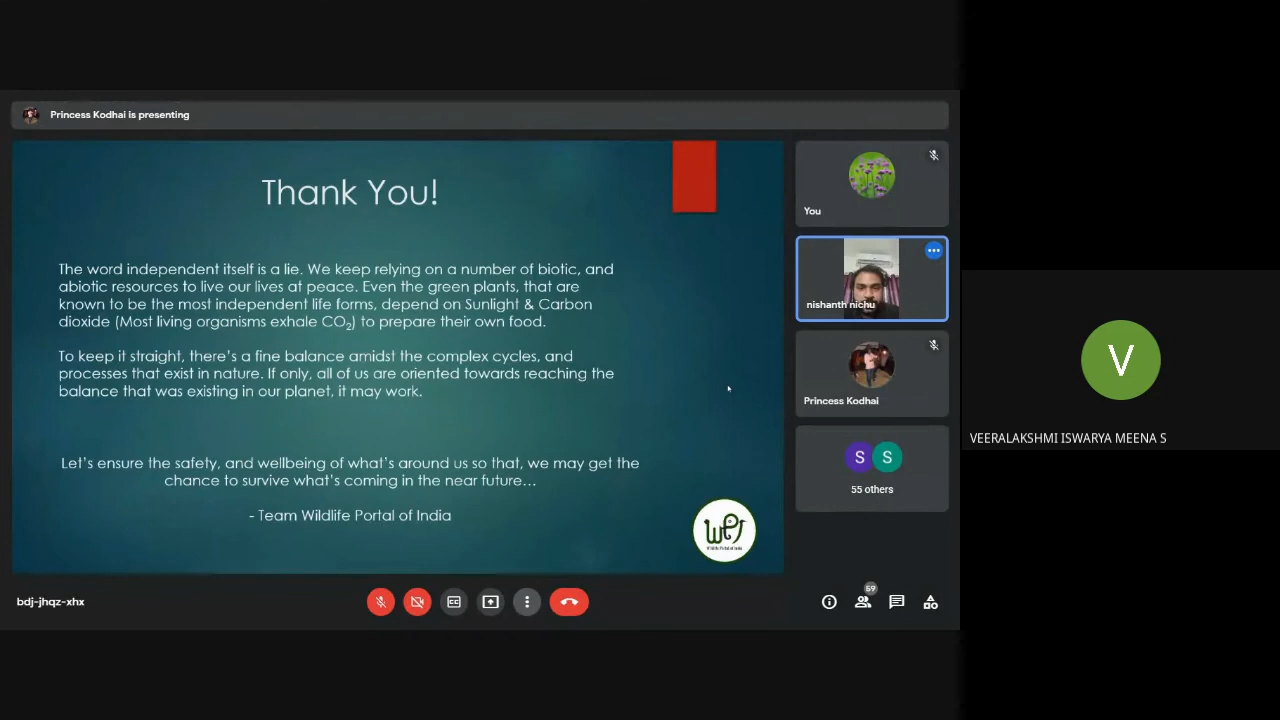 Princess Kodhai is presenting
Thank You!
The word independent itself is a lie. We keep relying on a number of biotic, and
abiotic resources to live our lives at peace. Even the green plants, that are
known to be the most independent life forms, depend on Sunlight & Carbon
dioxide (Most living organisms exhale CO₂) to prepare their own food.
To keep it straight, there's a fine balance amidst the complex cycles, and
processes that exist in nature. If only, all of us are oriented towards reaching the
balance that was existing in our planet, it may work.
Let's ensure the safety, and wellbeing of what's around us so that, we may get the
chance to survive what's coming in the near future...
- Team Wildlife Portal of India
Wildlife Portal of India
You
nishanth nichu
Princess Kodhai
S S
55 others
V
VEERALAKSHMI ISWARYA MEENA S
bdj-jhqz-xhx
CC
59